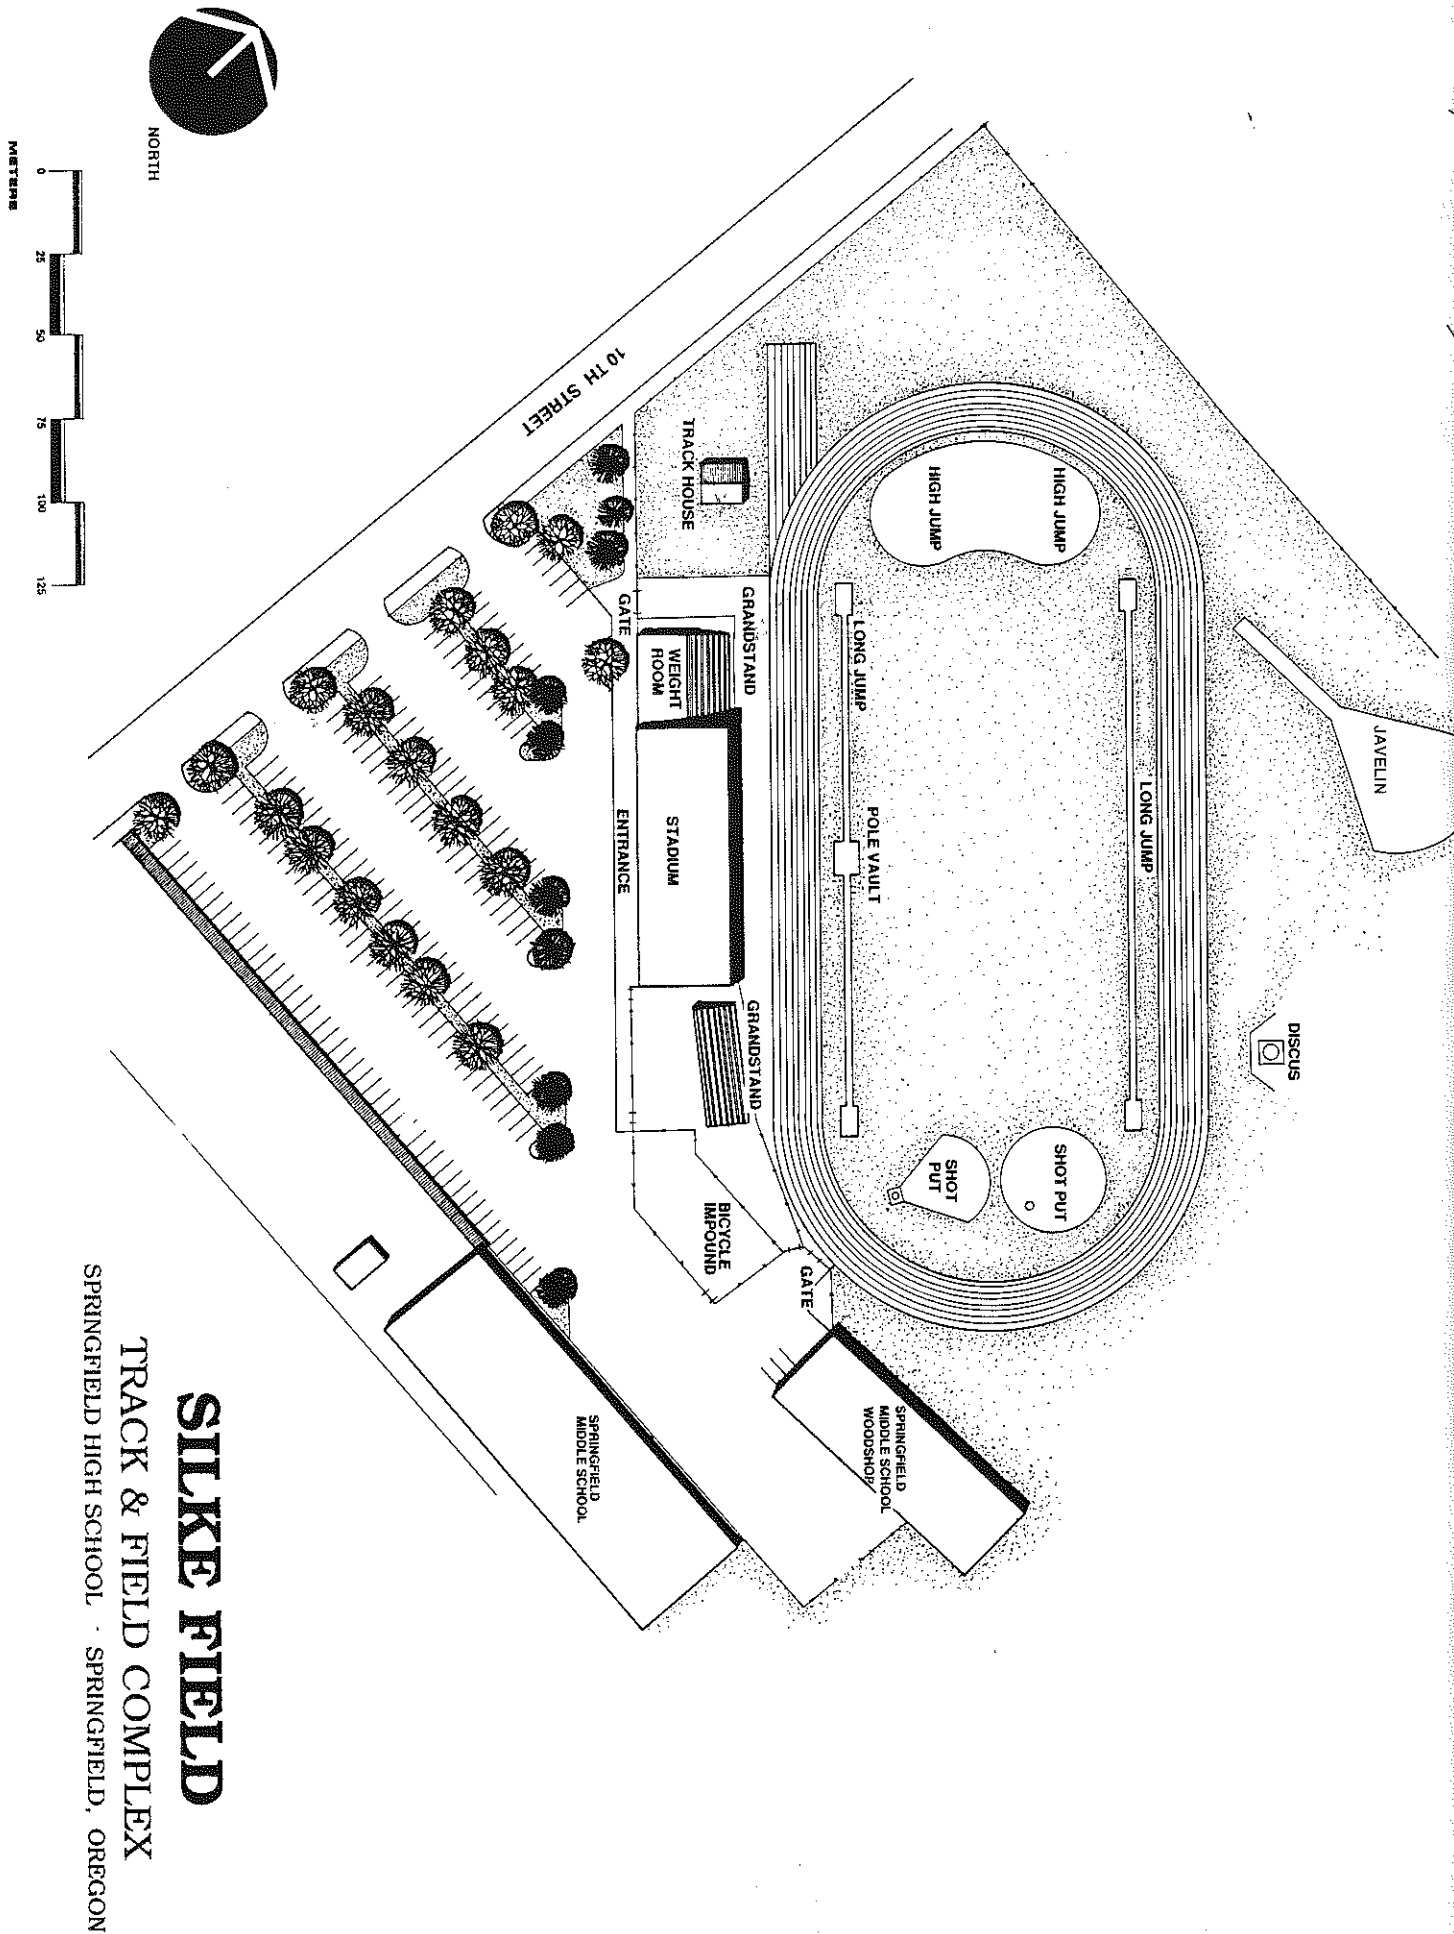 NORTH
METERS
0 25 50 75 100 125
10 TH STREET
TRACK HOUSE
HIGH JUMP
HIGH JUMP
JAVELIN
GATE
GRANDSTAND
WEIGHT
ROOM
LONG JUMP
POLE VAULT
LONG JUMP
ENTRANCE
STADIUM
GRANDSTAND
DISCUS
SHOT
PUT
SHOT PUT
BICYCLE
IMPOUND
GATE
SPRINGFIELD
MIDDLE SCHOOL
WOODSHOP
SPRINGFIELD
MIDDLE SCHOOL
SILKE FIELD
TRACK & FIELD COMPLEX
SPRINGFIELD HIGH SCHOOL · SPRINGFIELD, OREGON